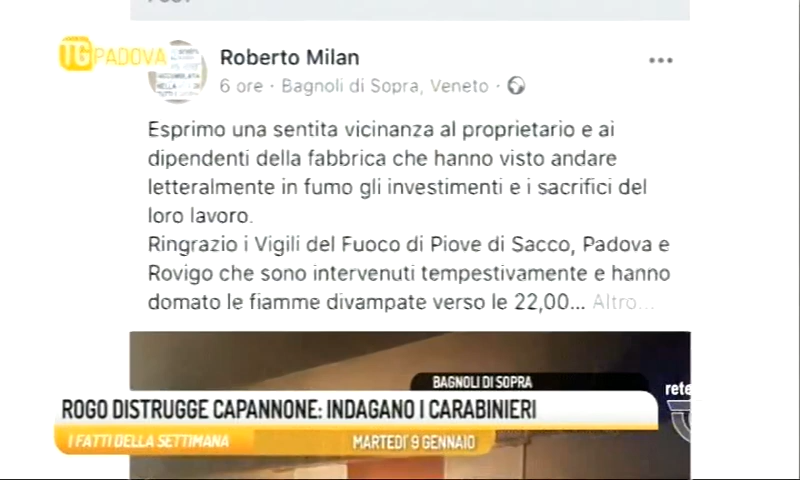 TG PADOVA
Roberto Milan
6 ore · Bagnoli di Sopra, Veneto ·
Esprimo una sentita vicinanza al proprietario e ai
dipendenti della fabbrica che hanno visto andare
letteralmente in fumo gli investimenti e i sacrifici del
loro lavoro.
Ringrazio i Vigili del Fuoco di Piove di Sacco, Padova e
Rovigo che sono intervenuti tempestivamente e hanno
domato le fiamme divampate verso le 22,00... Altro...
BAGNOLI DI SOPRA
rete
ROGO DISTRUGGE CAPANNONE: INDAGANO I CARABINIERI
I FATTI DELLA SETTIMANA
MARTEDÌ 9 GENNAIO